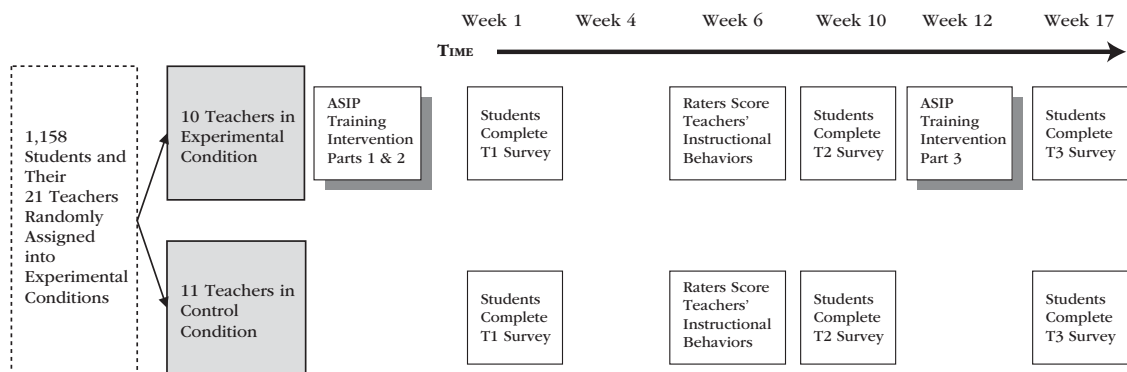 Week 1 Week 4 Week 6 Week 10 Week 12 Week 17
TIME
1,158
Students and
Their
21 Teachers
Randomly
Assigned
into
Experimental
Conditions
10 Teachers in
Experimental
Condition
ASIP
Training
Intervention
Parts 1 & 2
Students
Complete
T1 Survey
Raters Score
Teachers’
Instructional
Behaviors
Students
Complete
T2 Survey
ASIP
Training
Intervention
Part 3
Students
Complete
T3 Survey
11 Teachers in
Control
Condition
Students
Complete
T1 Survey
Raters Score
Teachers’
Instructional
Behaviors
Students
Complete
T2 Survey
Students
Complete
T3 Survey